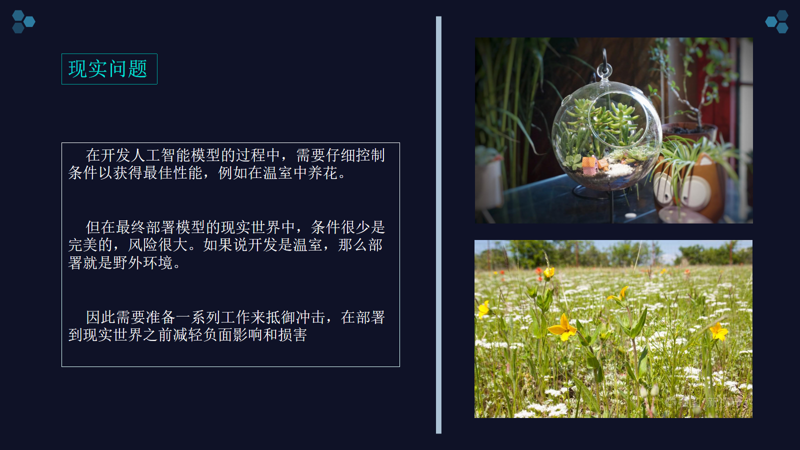 现实问题
在开发人工智能模型的过程中，需要仔细控制
条件以获得最佳性能，例如在温室中养花。
但在最终部署模型的现实世界中，条件很少是
完美的，风险很大。如果说开发是温室，那么部
署就是野外环境。
因此需要准备一系列工作来抵御冲击，在部署
到现实世界之前减轻负面影响和损害